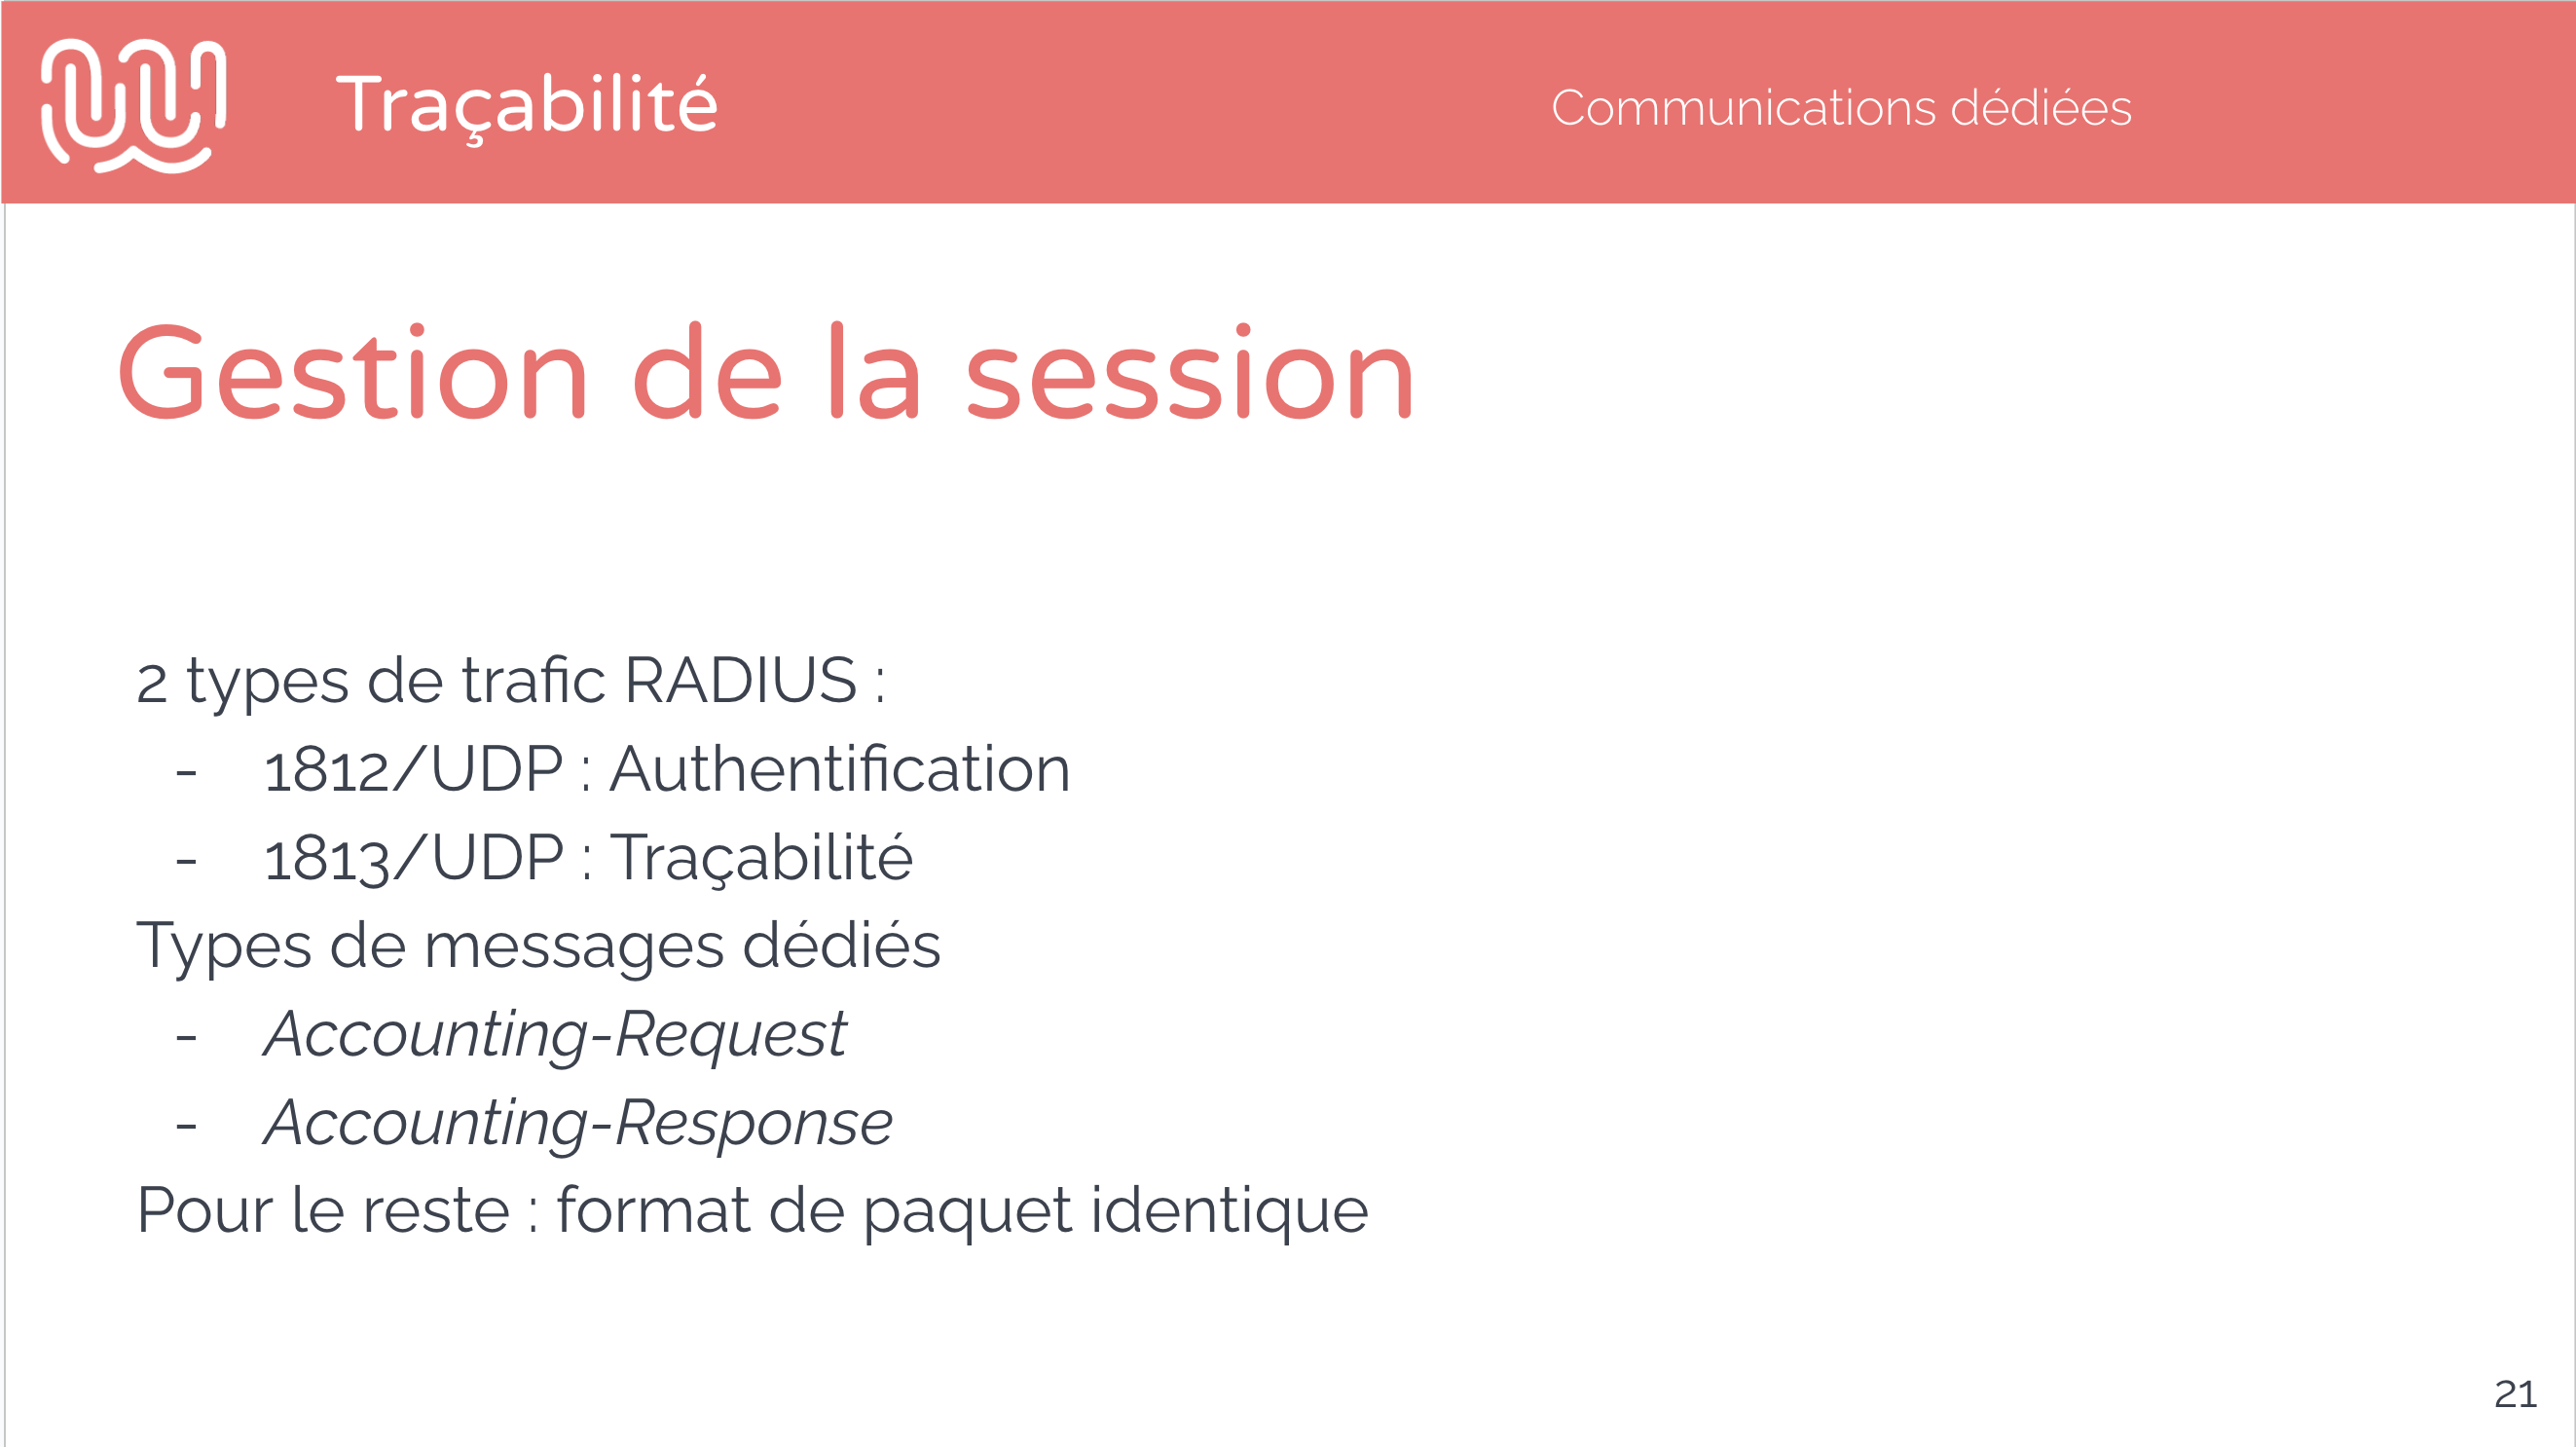 Traçabilité
Communications dédiées
Gestion de la session
2 types de trafic RADIUS :
- 1812/UDP : Authentification
- 1813/UDP : Traçabilité
Types de messages dédiés
- Accounting-Request
- Accounting-Response
Pour le reste : format de paquet identique
21